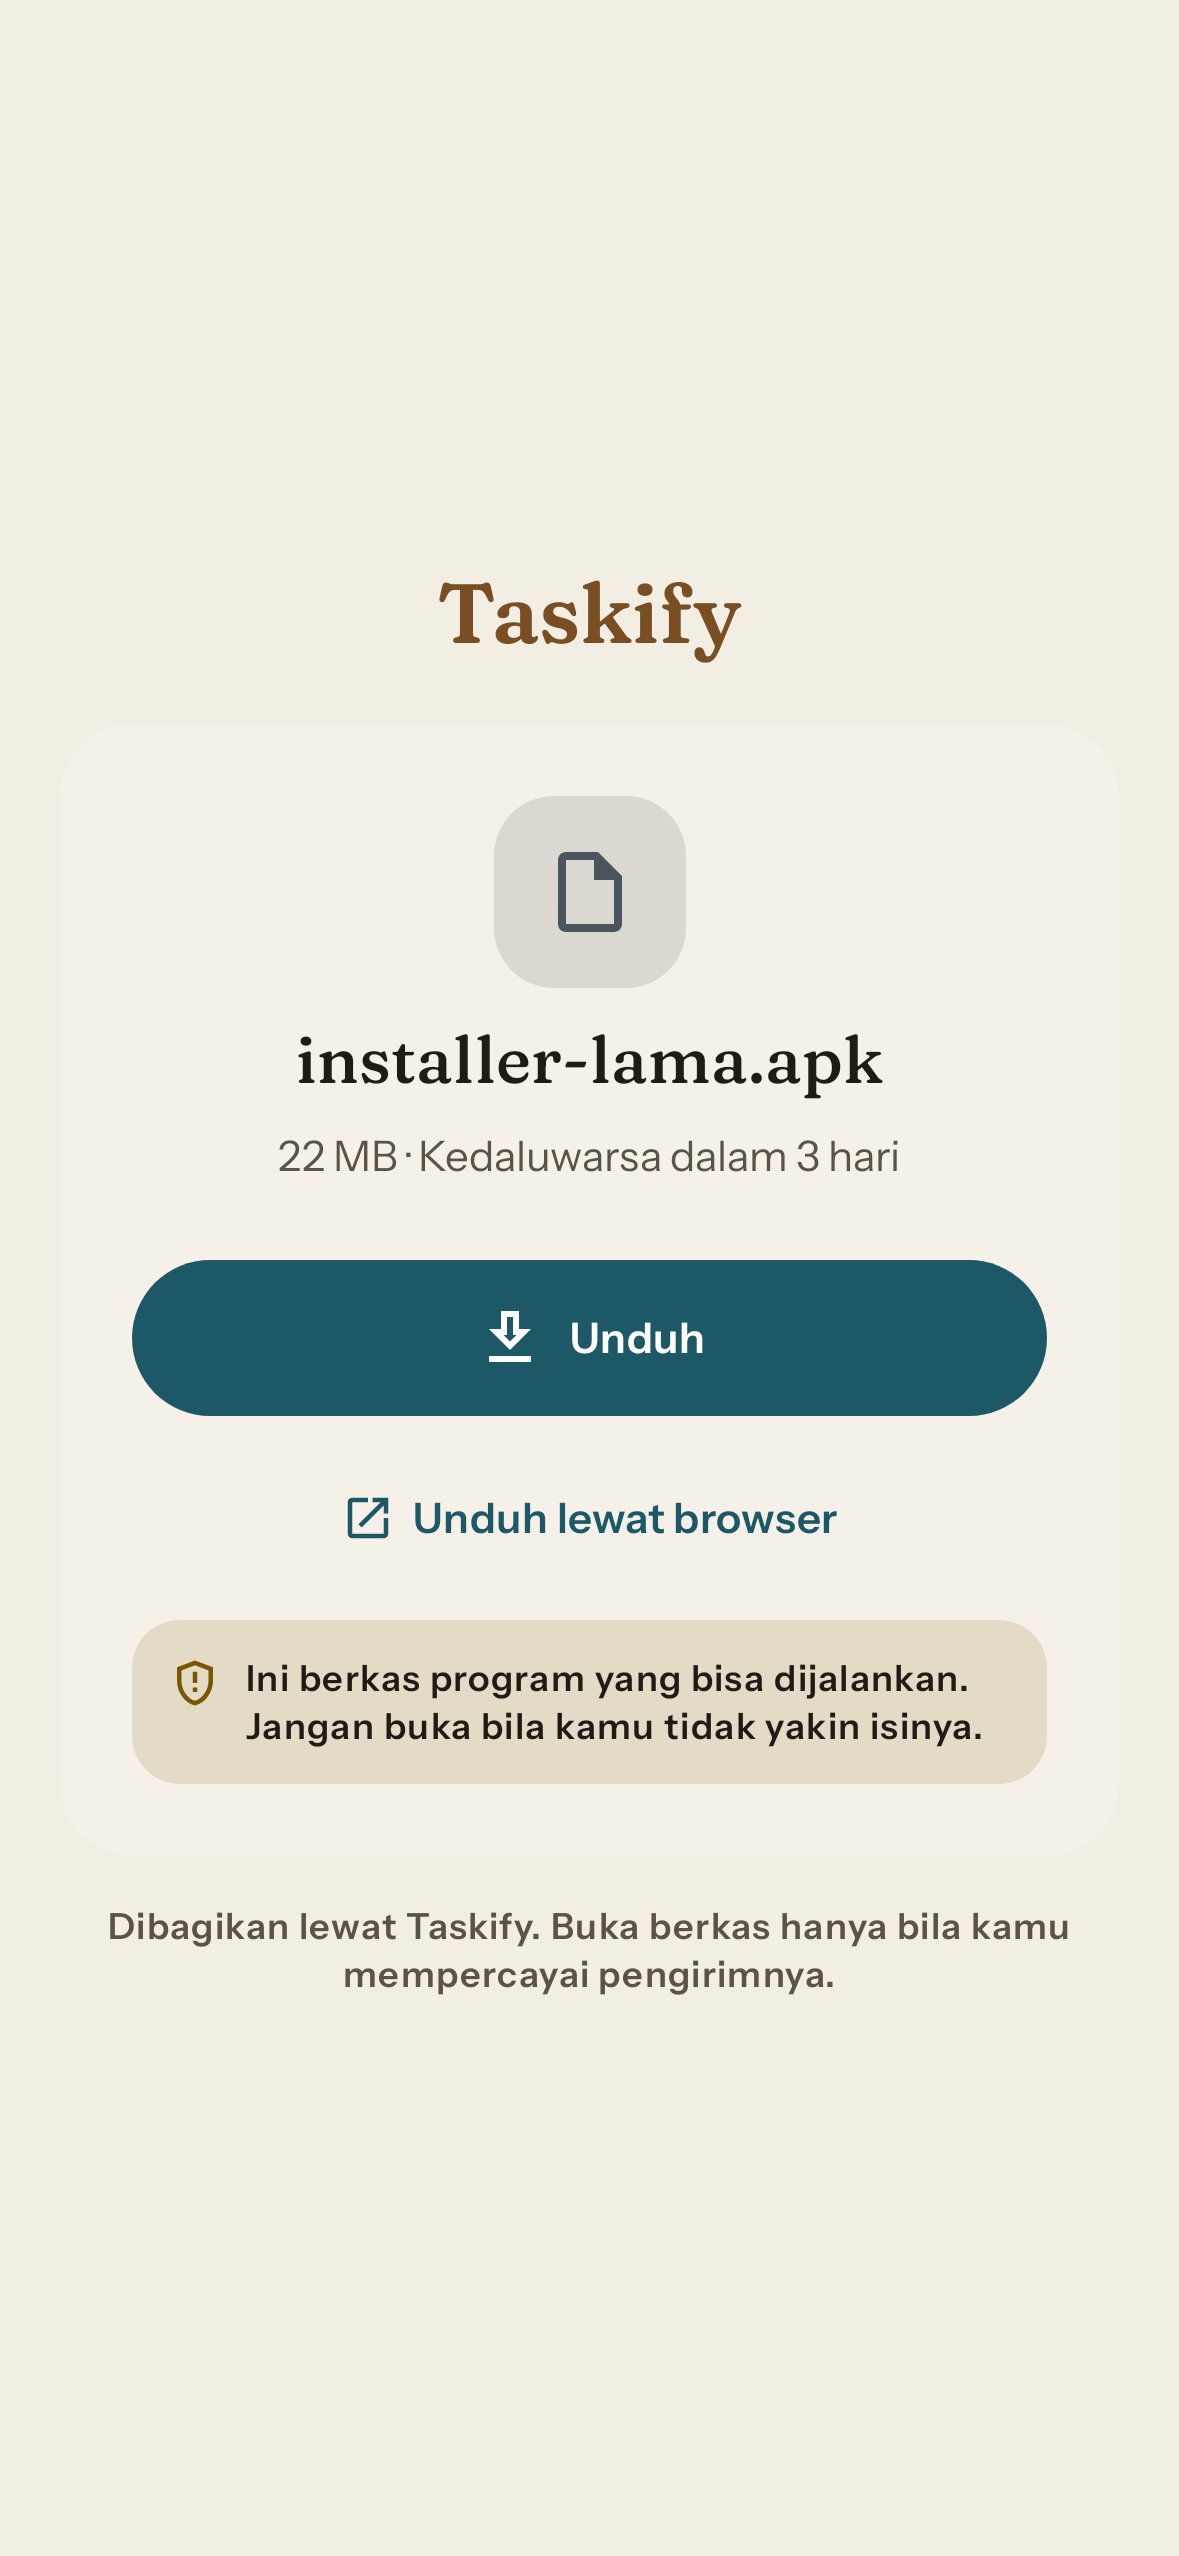 Taskify
installer-lama.apk
22 MB · Kedaluwarsa dalam 3 hari
Unduh
Unduh lewat browser
Ini berkas program yang bisa dijalankan.
Jangan buka bila kamu tidak yakin isinya.
Dibagikan lewat Taskify. Buka berkas hanya bila kamu
mempercayai pengirimnya.